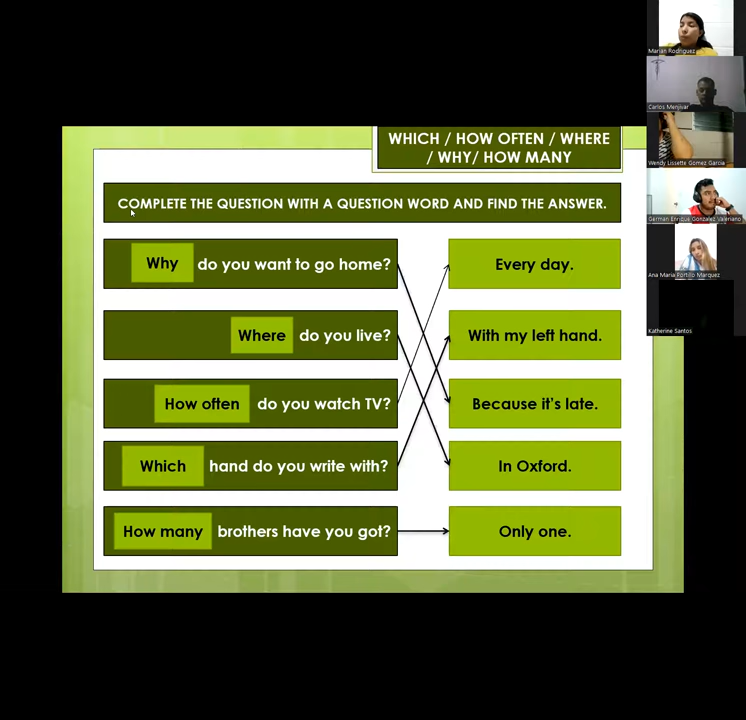 WHICH / HOW OFTEN / WHERE
/ WHY/ HOW MANY
COMPLETE THE QUESTION WITH A QUESTION WORD AND FIND THE ANSWER.
Why do you want to go home?
Every day.
Where do you live?
With my left hand.
How often do you watch TV?
Because it's late.
Which hand do you write with?
In Oxford.
How many brothers have you got?
Only one.
Marian Rodriguez
Carlos Menjivar
Wendy Lissette Gomez Garcia
German Enrique Gonzalez Valeriano
Ana Maria Portillo Marquez
Katherine Santos